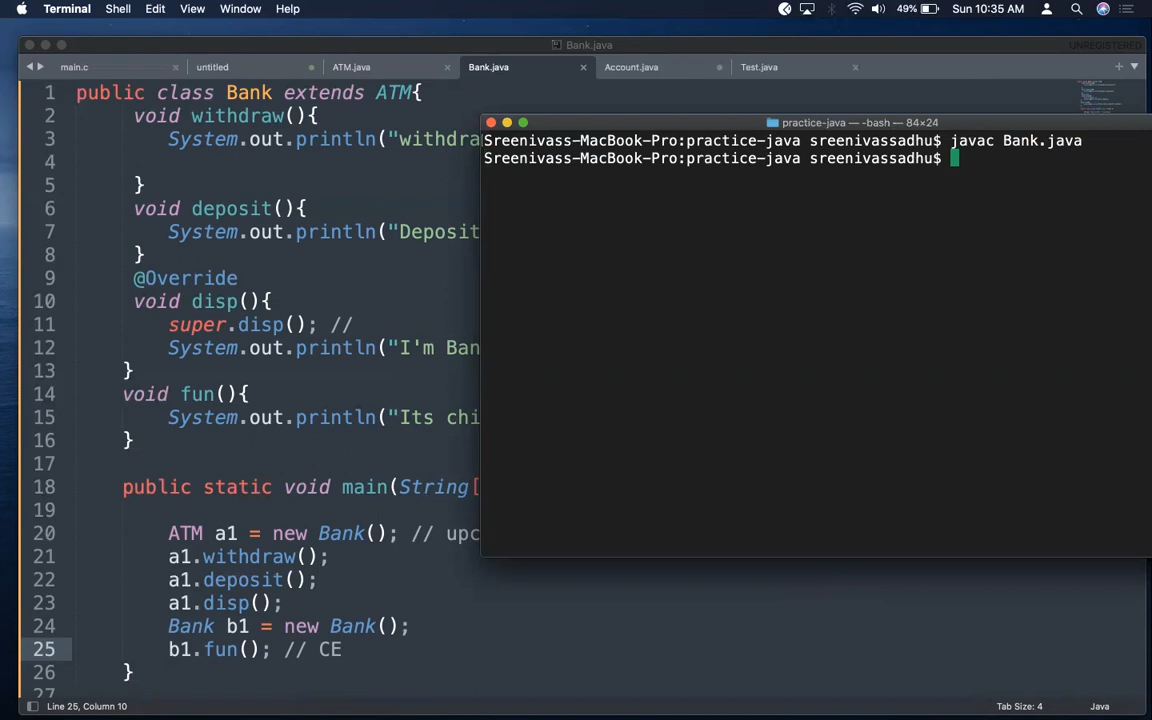 Terminal Shell Edit View Window Help 49% Sun 10:35 AM
Bank.java UNREGISTERED
main.c untitled ATM.java Bank.java Account.java Test.java
1 public class Bank extends ATM{
2 void withdraw(){
3 System.out.println("withdra
4
5 }
6 void deposit(){
7 System.out.println("Deposit
8 }
9 @Override
10 void disp(){
11 super.disp(); //
12 System.out.println("I'm Ban
13 }
14 void fun(){
15 System.out.println("Its chi
16 }
17
18 public static void main(String[
19
20 ATM a1 = new Bank(); // upc
21 a1.withdraw();
22 a1.deposit();
23 a1.disp();
24 Bank b1 = new Bank();
25 b1.fun(); // CE
26 }
27
practice-java — -bash — 84×24
Sreenivass-MacBook-Pro:practice-java sreenivassadhu$ javac Bank.java
Sreenivass-MacBook-Pro:practice-java sreenivassadhu$
Line 25, Column 10 Tab Size: 4 Java